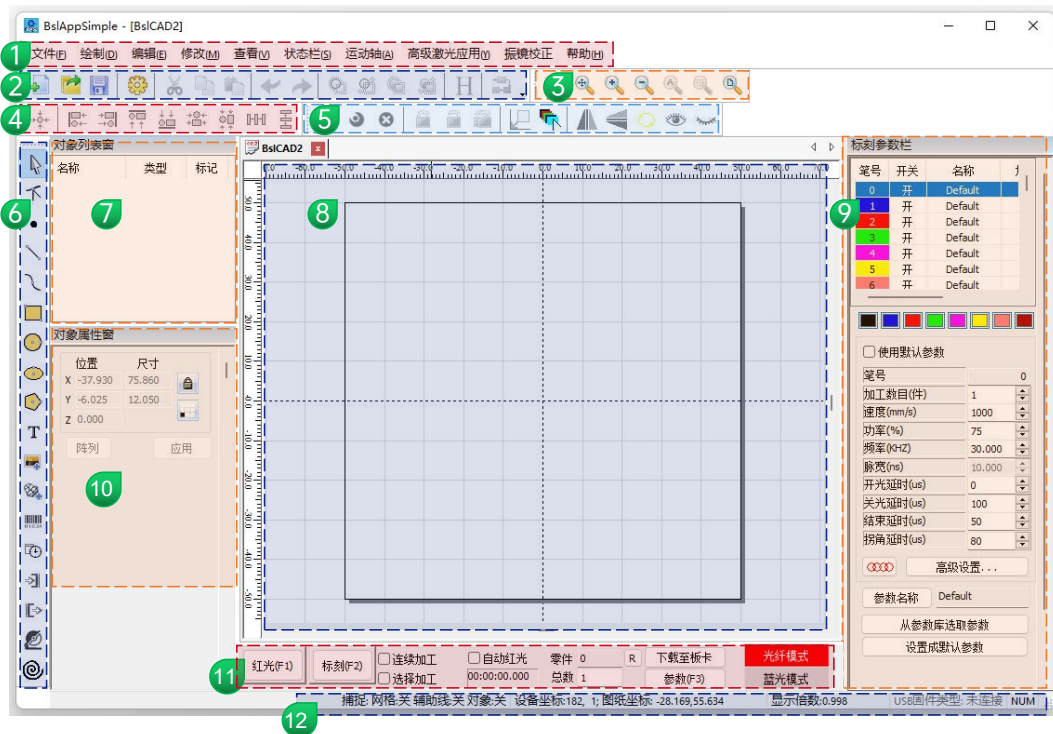 BslAppSimple - [BslCAD2]
1 文件(F) 绘制(D) 编辑(E) 修改(M) 查看(V) 状态栏(S) 运动轴(A) 高级激光应用(Y) 振镜校正 帮助(H)
2 H 3
4 5
对象列表窗
BslCAD2
标刻参数栏
名称 类型 标记
笔号 开关 名称
0 开 Default
1 开 Default
2 开 Default
3 开 Default
4 开 Default
5 开 Default
6 开 Default
6 7 8 9
对象属性窗
位置 尺寸
X -37.930 75.860
Y -6.025 12.050
Z 0.000
阵列 应用
10
T
使用默认参数
笔号 0
加工数目(件) 1
速度(mm/s) 1000
功率(%) 75
频率(KHZ) 30.000
脉宽(ns) 10.000
开光延时(us) 0
关光延时(us) 100
结束延时(us) 50
拐角延时(us) 80
高级设置...
参数名称 Default
从参数库选取参数
设置成默认参数
11 红光(F1) 标刻(F2) 连续加工 自动红光 零件 0 R 下载至板卡 光纤模式
选择加工 00:00:00.000 总数 1 参数(F3) 蓝光模式
12 捕捉: 网格:关 辅助线:关 对象:关 设备坐标:182, 1; 图纸坐标: -28.169,55.634 显示倍数:0.998 USB固件类型: 未连接 NUM